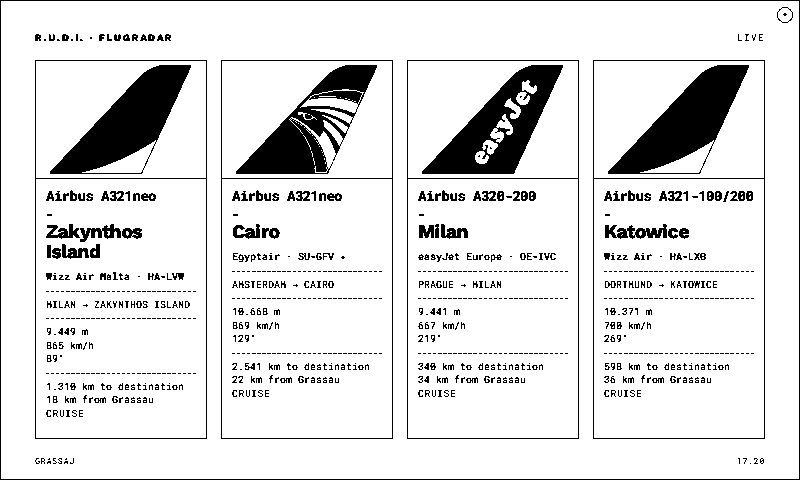 R.U.D.I. · FLUGRADAR
LIVE
easyJet
Airbus A321neo
-
Zakynthos
Island
Wizz Air Malta · HA-LVW
MILAN → ZAKYNTHOS ISLAND
9.449 m
865 km/h
89°
1.310 km to destination
18 km from Grassau
CRUISE
Airbus A321neo
-
Cairo
Egyptair · SU-GFV ✦
AMSTERDAM → CAIRO
10.668 m
869 km/h
129°
2.541 km to destination
22 km from Grassau
CRUISE
Airbus A320-200
-
Milan
easyJet Europe · OE-IVC
PRAGUE → MILAN
9.441 m
667 km/h
219°
340 km to destination
34 km from Grassau
CRUISE
Airbus A321-100/200
-
Katowice
Wizz Air · HA-LXB
DORTMUND → KATOWICE
10.371 m
700 km/h
269°
598 km to destination
36 km from Grassau
CRUISE
GRASSAU
17.20